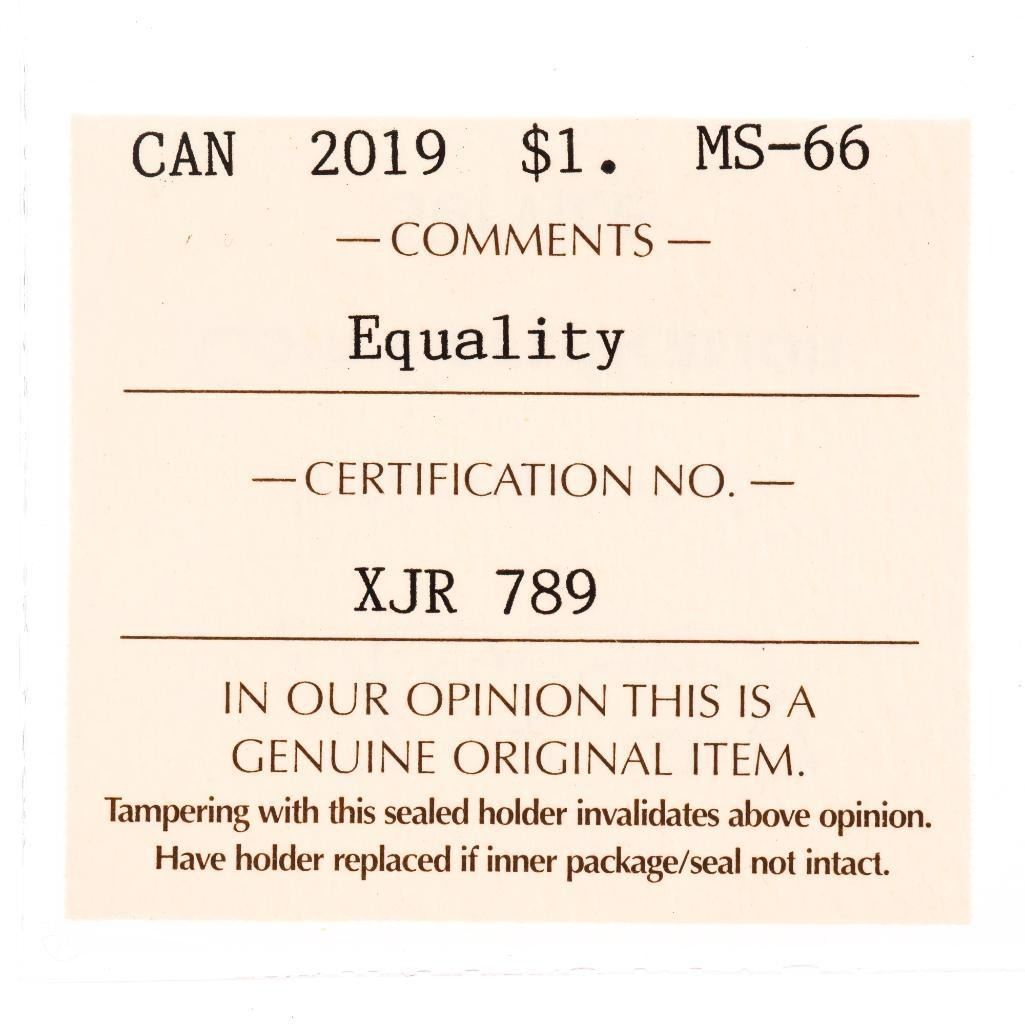 CAN 2019 $1. MS-66
— COMMENTS —
Equality
— CERTIFICATION NO. —
XJR 789
IN OUR OPINION THIS IS A
GENUINE ORIGINAL ITEM.
Tampering with this sealed holder invalidates above opinion.
Have holder replaced if inner package/seal not intact.